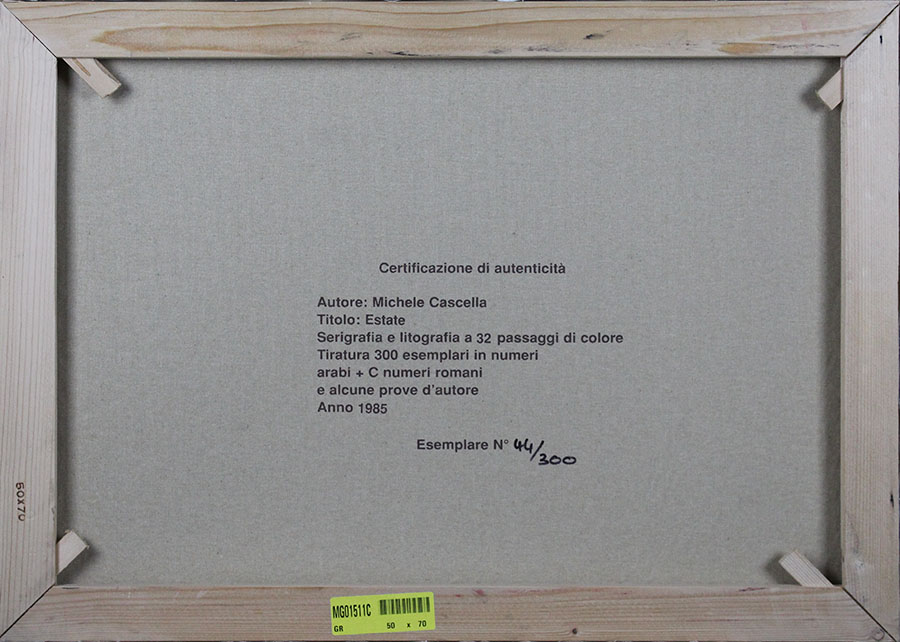 Certificazione di autenticità
Autore: Michele Cascella
Titolo: Estate
Serigrafia e litografia a 32 passaggi di colore
Tiratura 300 esemplari in numeri
arabi + C numeri romani
e alcune prove d'autore
Anno 1985
Esemplare N° 44/300
50x70
MG01511C
GR 50 x 70